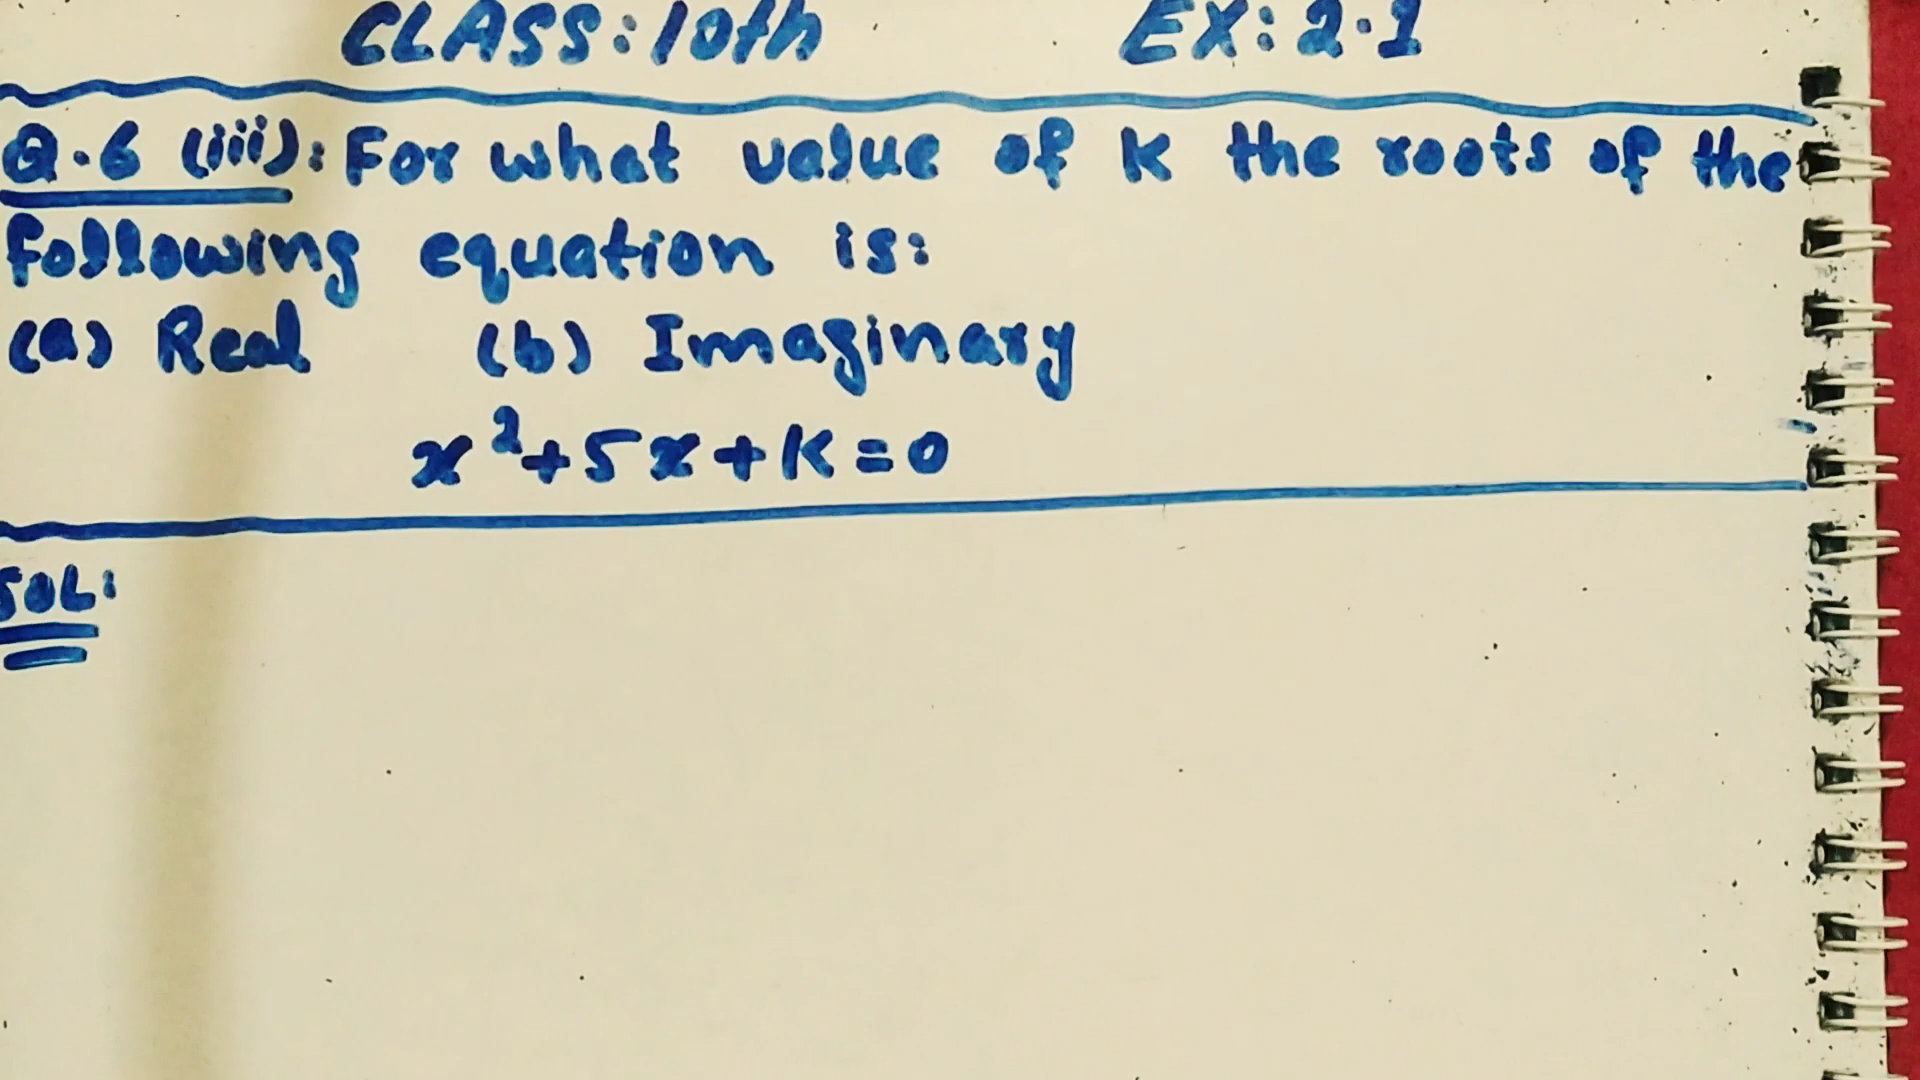 CLASS: 10th EX: 2.1
Q.6 (iii): For what value of K the roots of the
following equation is:
(a) Real (b) Imaginary
x²+5x+K=0
SOL: